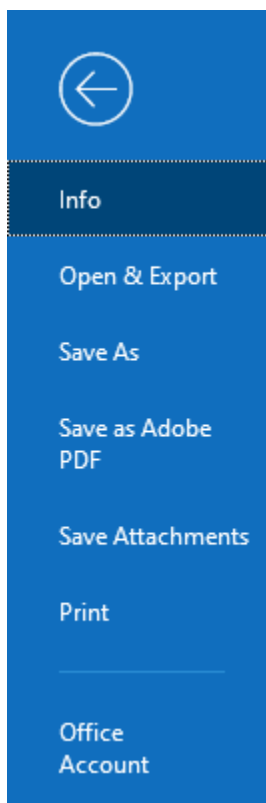 Info
Open & Export
Save As
Save as Adobe
PDF
Save Attachments
Print
Office
Account